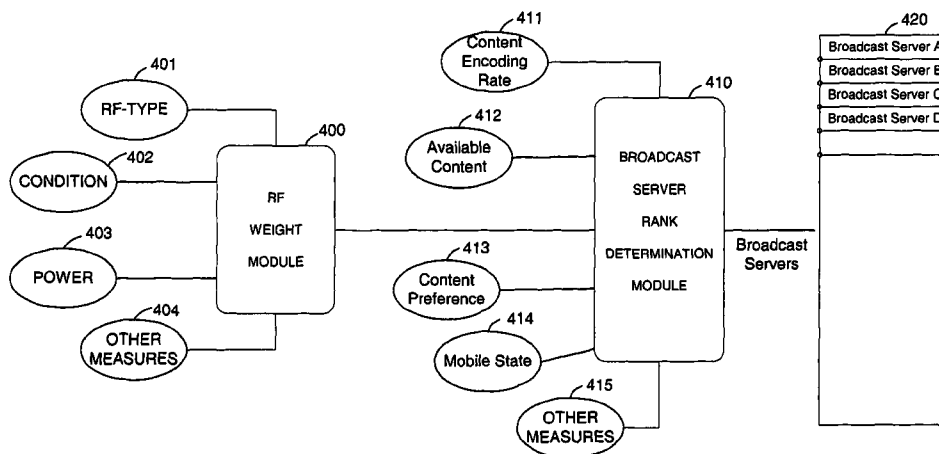 401
RF-TYPE
402
CONDITION
403
POWER
404
OTHER
MEASURES
400
RF
WEIGHT
MODULE
411
Content
Encoding
Rate
412
Available
Content
413
Content
Preference
414
Mobile State
415
OTHER
MEASURES
410
BROADCAST
SERVER
RANK
DETERMINATION
MODULE
Broadcast
Servers
420
Broadcast Server A
Broadcast Server B
Broadcast Server C
Broadcast Server D